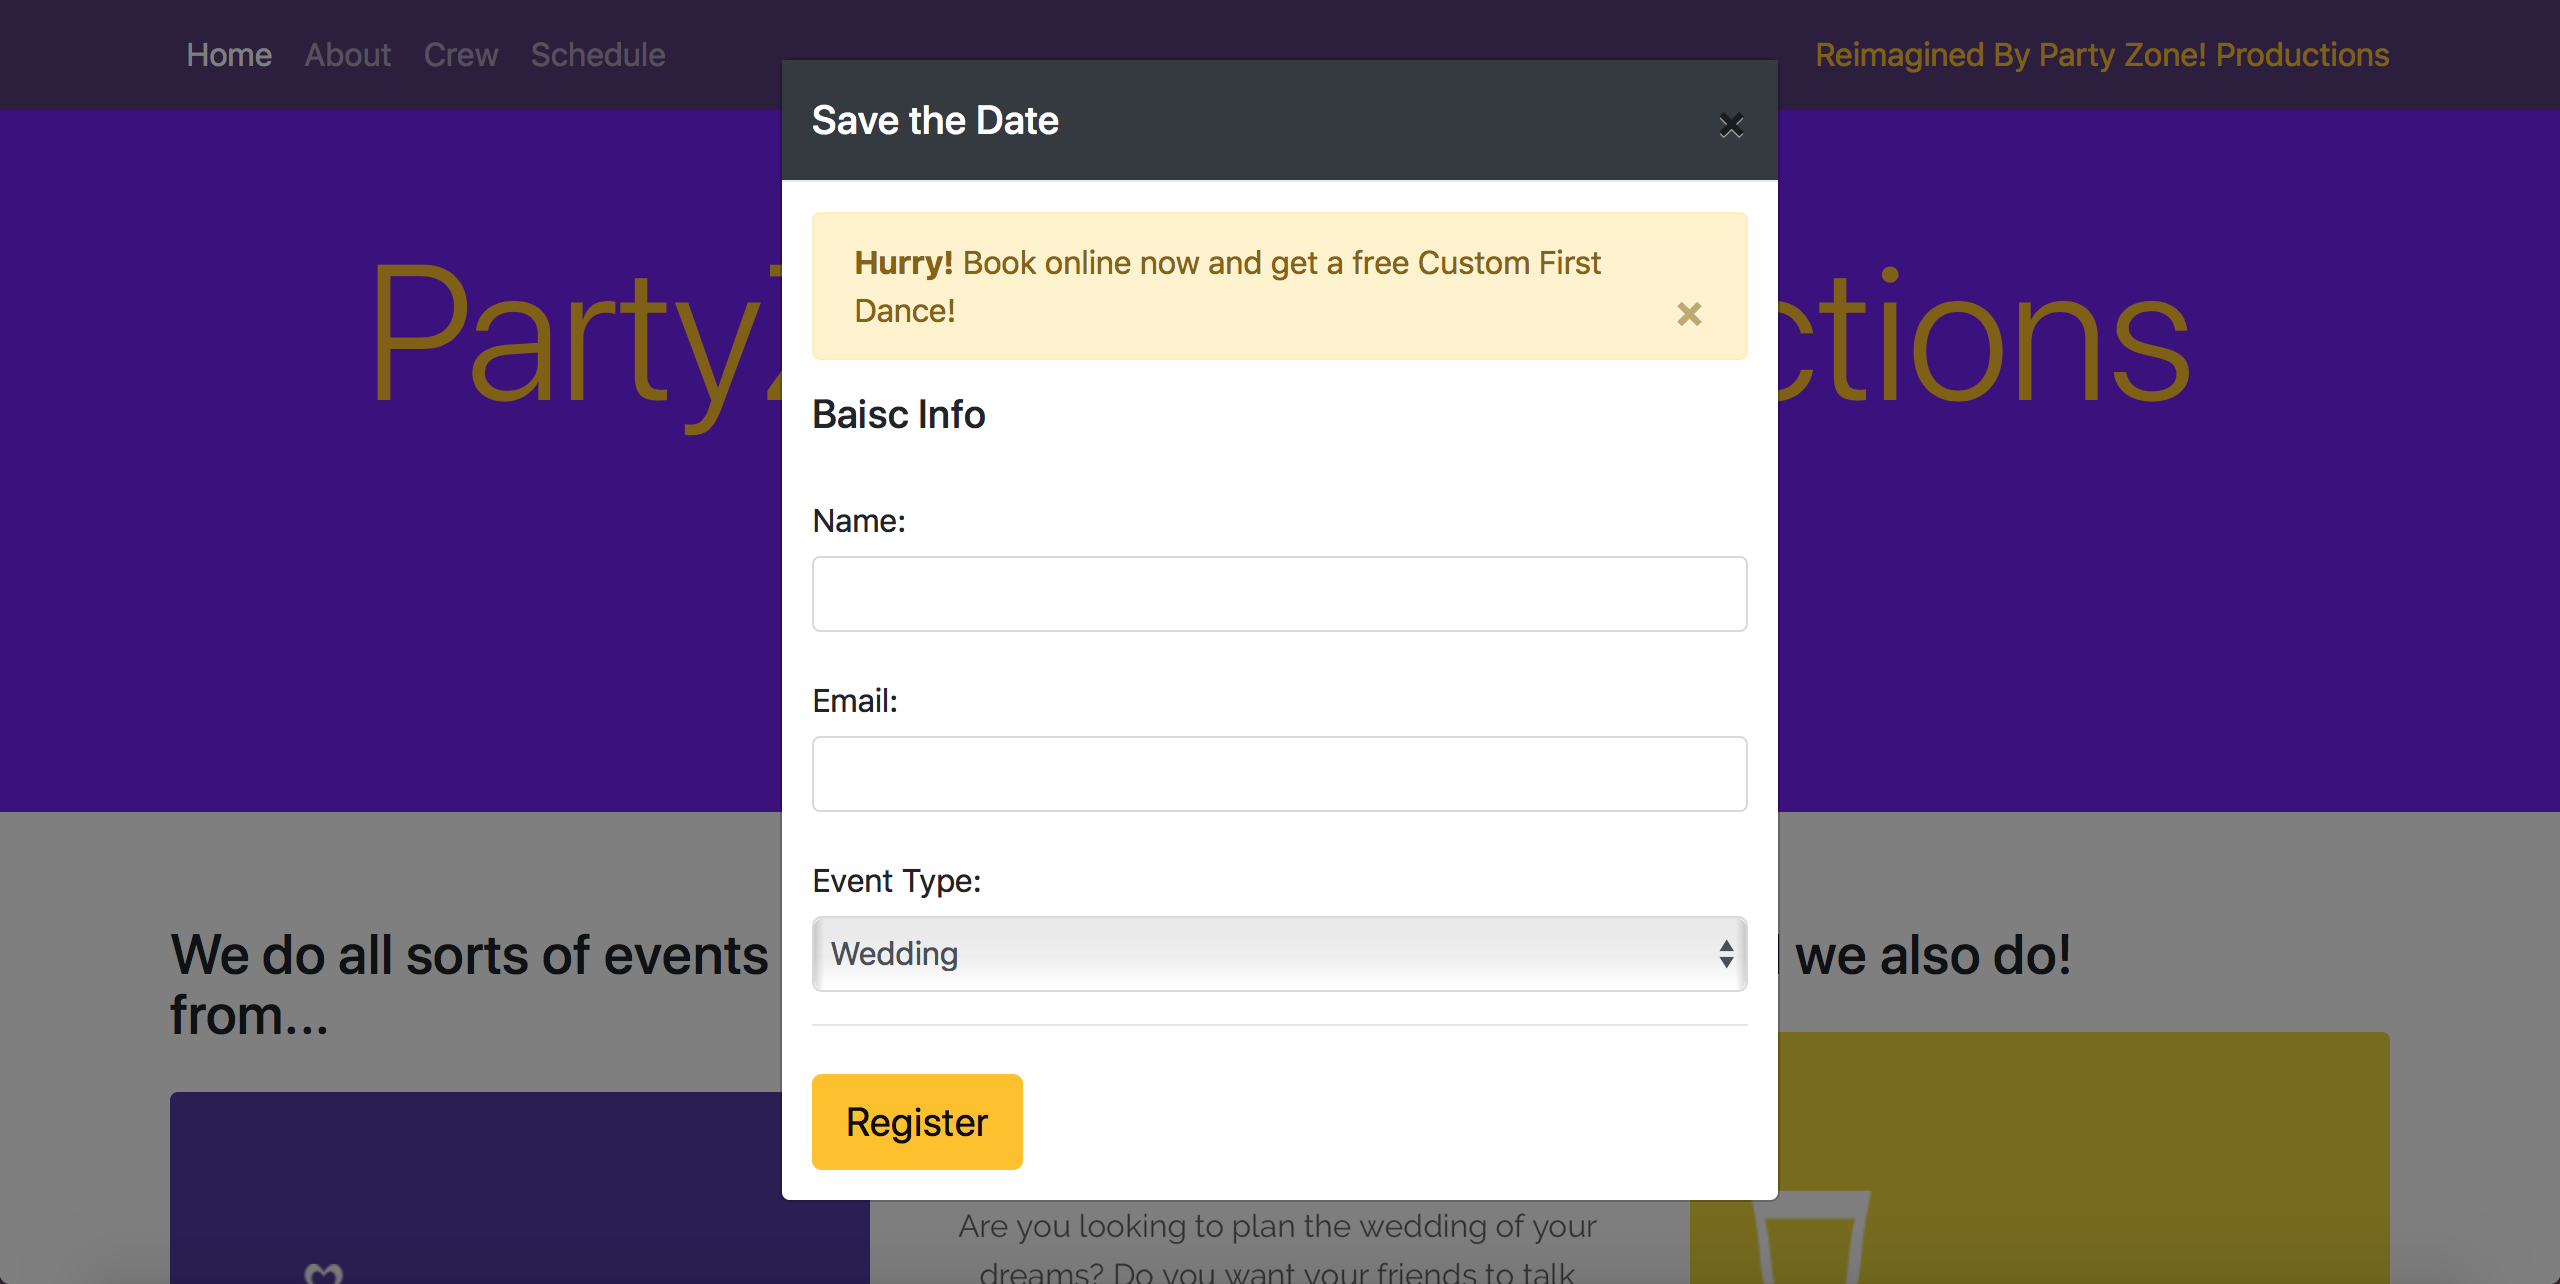 Home About Crew Schedule
Reimagined By Party Zone! Productions
Save the Date
Hurry! Book online now and get a free Custom First
Dance!
Baisc Info
Name:
Email:
Event Type:
Wedding
Register
Party
ctions
We do all sorts of events
from...
we also do!
Are you looking to plan the wedding of your
dreams? Do you want your friends to talk